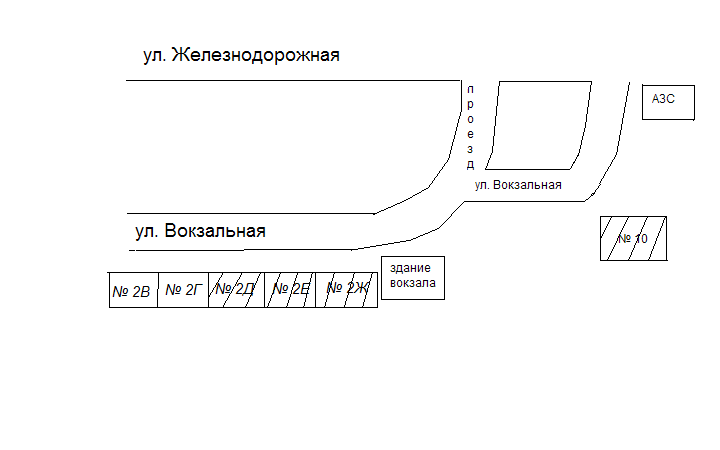 ул. Железнодорожная
проезд
АЗС
ул. Вокзальная
ул. Вокзальная
№ 10
здание
вокзала
№ 2В
№ 2Г
№ 2Д
№ 2Е
№ 2Ж